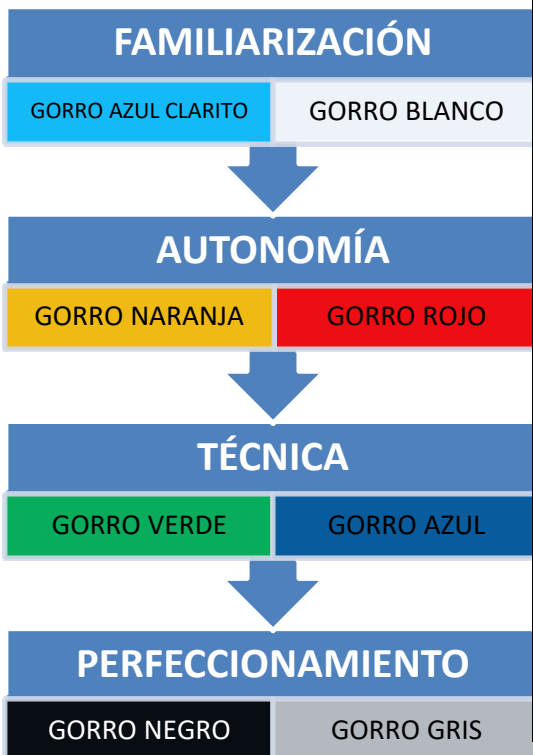 FAMILIARIZACIÓN
GORRO AZUL CLARITO
GORRO BLANCO
AUTONOMÍA
GORRO NARANJA
GORRO ROJO
TÉCNICA
GORRO VERDE
GORRO AZUL
PERFECCIONAMIENTO
GORRO NEGRO
GORRO GRIS